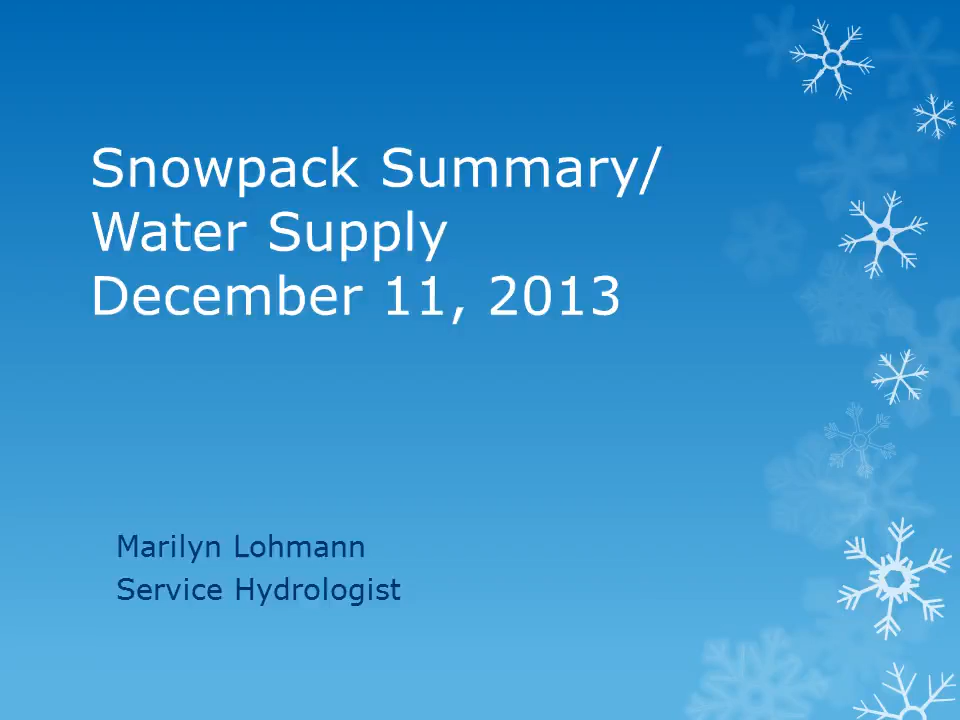 Snowpack Summary/
Water Supply
December 11, 2013
Marilyn Lohmann
Service Hydrologist